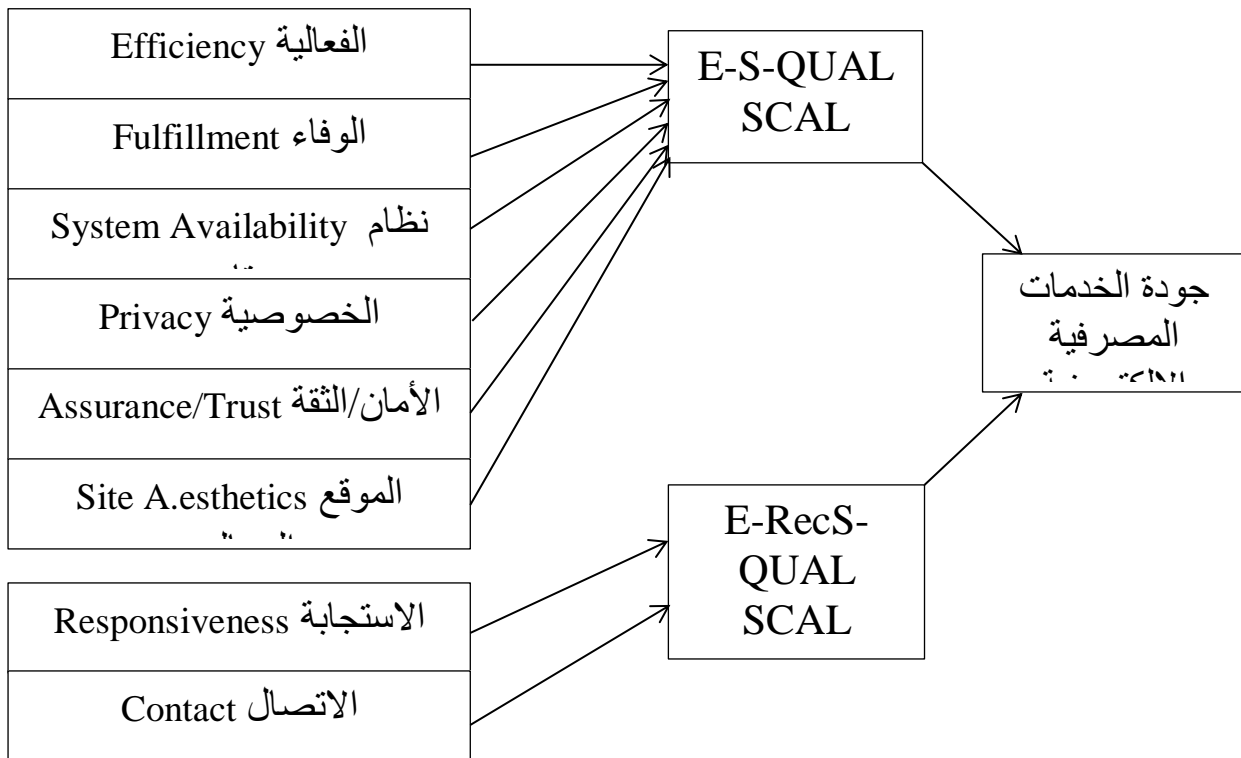 Efficiency الفعالية
Fulfillment الوفاء
System Availability نظام
Privacy الخصوصية
Assurance/Trust الأمان/الثقة
Site A.esthetics الموقع
Responsiveness الاستجابة
Contact الاتصال
E-S-QUAL
SCAL
E-RecS-
QUAL
SCAL
جودة الخدمات
المصرفية